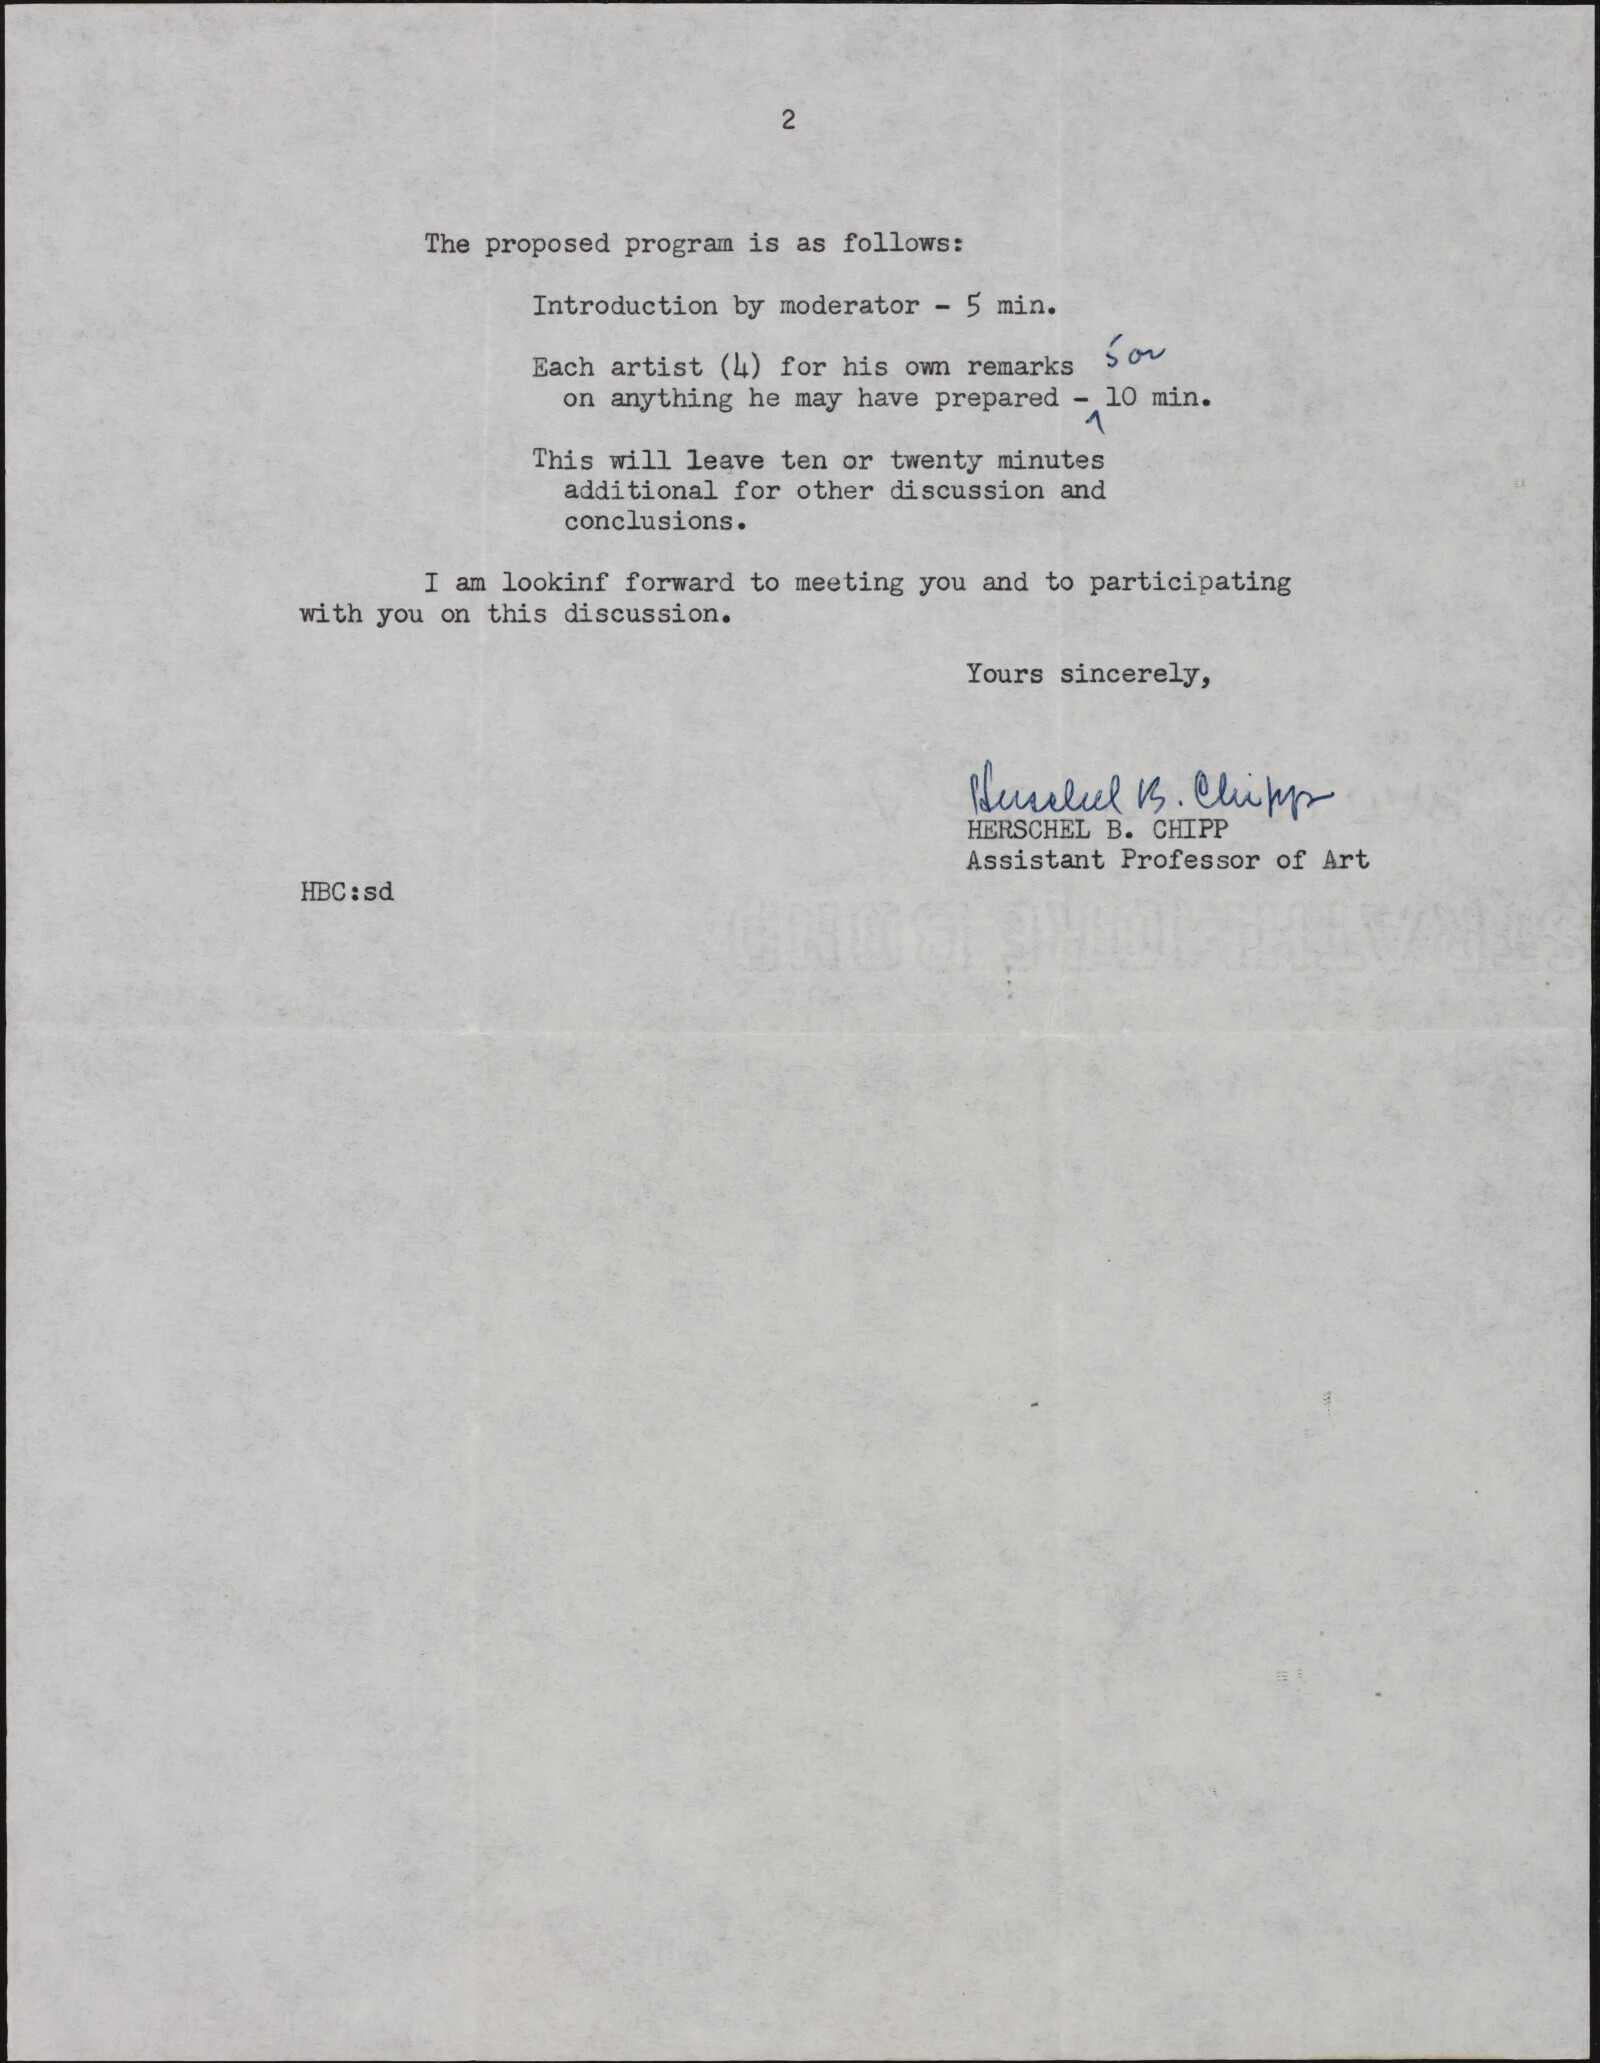 2
The proposed program is as follows:
Introduction by moderator - 5 min.
Each artist (4) for his own remarks 5 or
on anything he may have prepared - 10 min.
This will leave ten or twenty minutes
additional for other discussion and
conclusions.
I am lookinf forward to meeting you and to participating
with you on this discussion.
Yours sincerely,
Herschel B. Chipp
HERSCHEL B. CHIPP
Assistant Professor of Art
HBC:sd